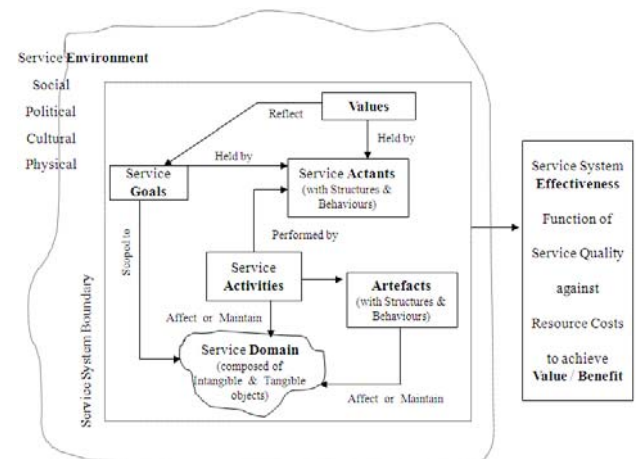 Service Environment
Social
Political
Cultural
Physical
Values
Reflect
Held by
Held by
Service
Goals
Service Actants
(with Structures &
Behaviours)
Scoped to
Performed by
Service
Activities
Artefacts
(with Structures &
Behaviours)
Affect or Maintain
Service Domain
(composed of
Intangible & Tangible
objects)
Affect or Maintain
Service System Boundary
Service System
Effectiveness
Function of
Service Quality
against
Resource Costs
to achieve
Value / Benefit